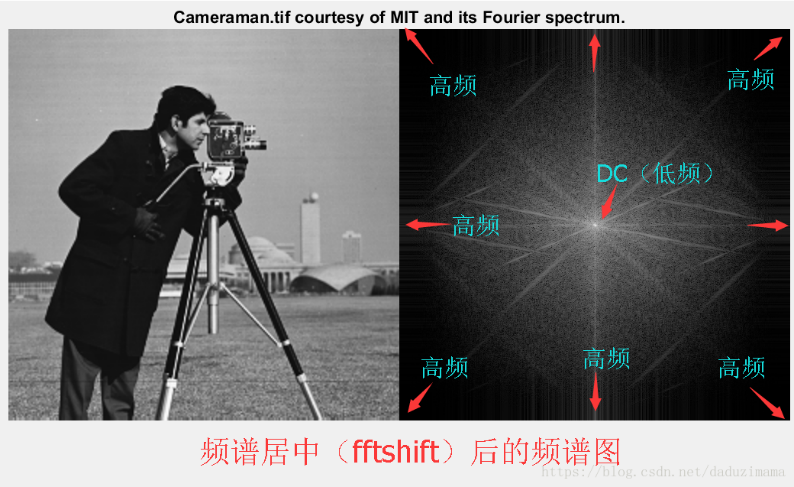 Cameraman.tif courtesy of MIT and its Fourier spectrum.
高频
高频
DC（低频）
高频
高频
高频
高频
频谱居中（fftshift）后的频谱图
https://blog.csdn.net/daduzimama